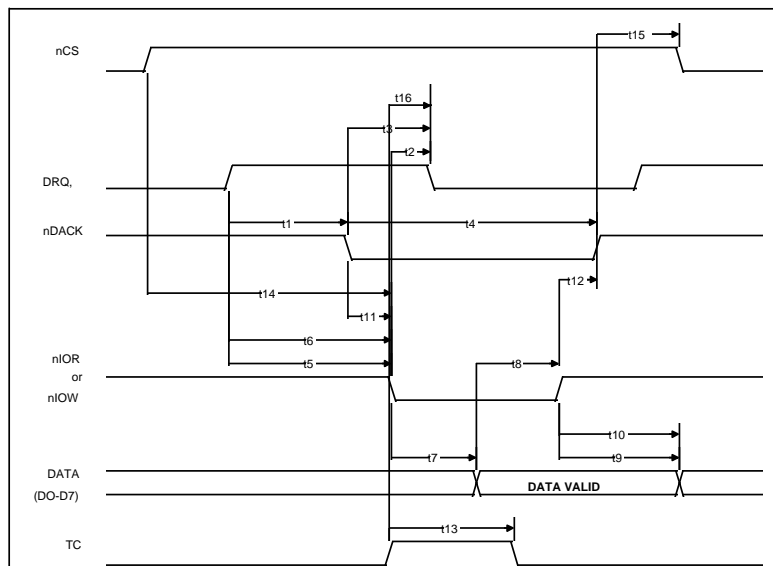 t15
nCS
t16
t3
t2
DRQ,
t1
t4
nDACK
t12
t14
t11
t6
nIOR
t5
t8
or
nIOW
t10
t7
t9
DATA
DATA VALID
(DO-D7)
t13
TC